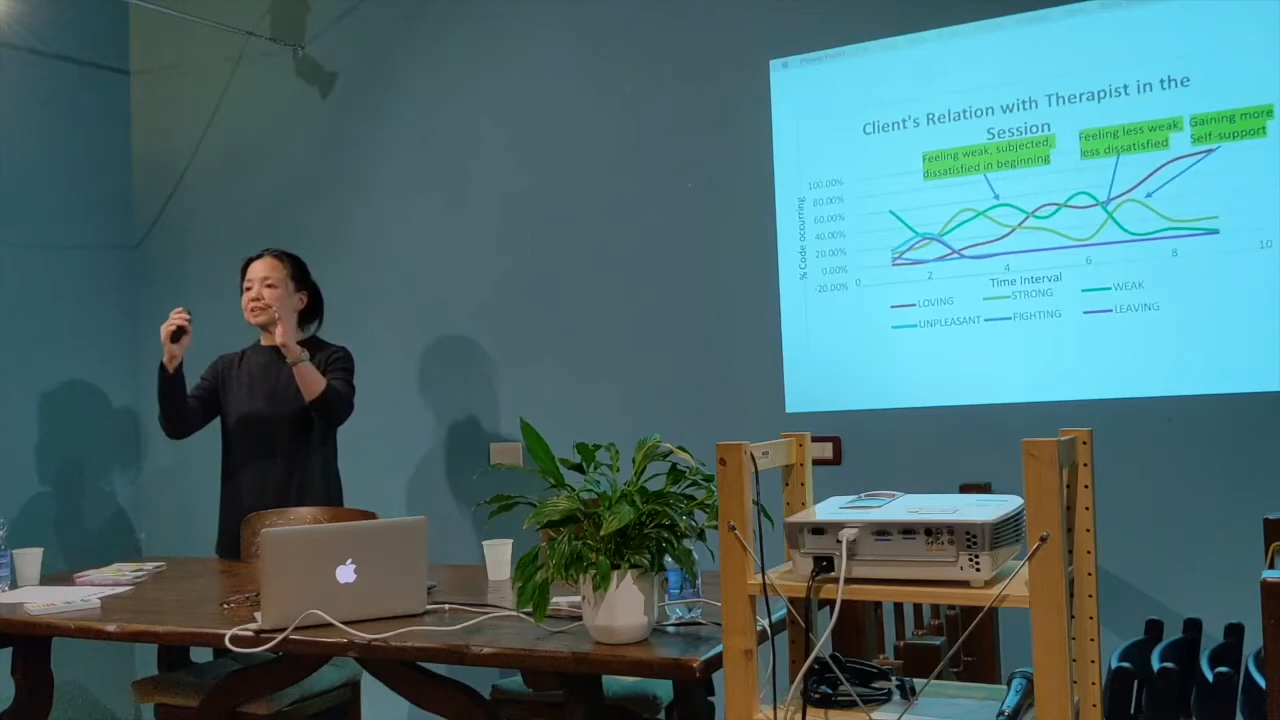 PowerPoint
Client's Relation with Therapist in the
Session
Feeling weak, subjected,
dissatisfied in beginning
Feeling less weak,
less dissatisfied
Gaining more
Self-support
% Code occurring
100.00%
80.00%
60.00%
40.00%
20.00%
0.00%
-20.00%
0
2
4
6
8
10
Time Interval
LOVING
STRONG
WEAK
UNPLEASANT
FIGHTING
LEAVING